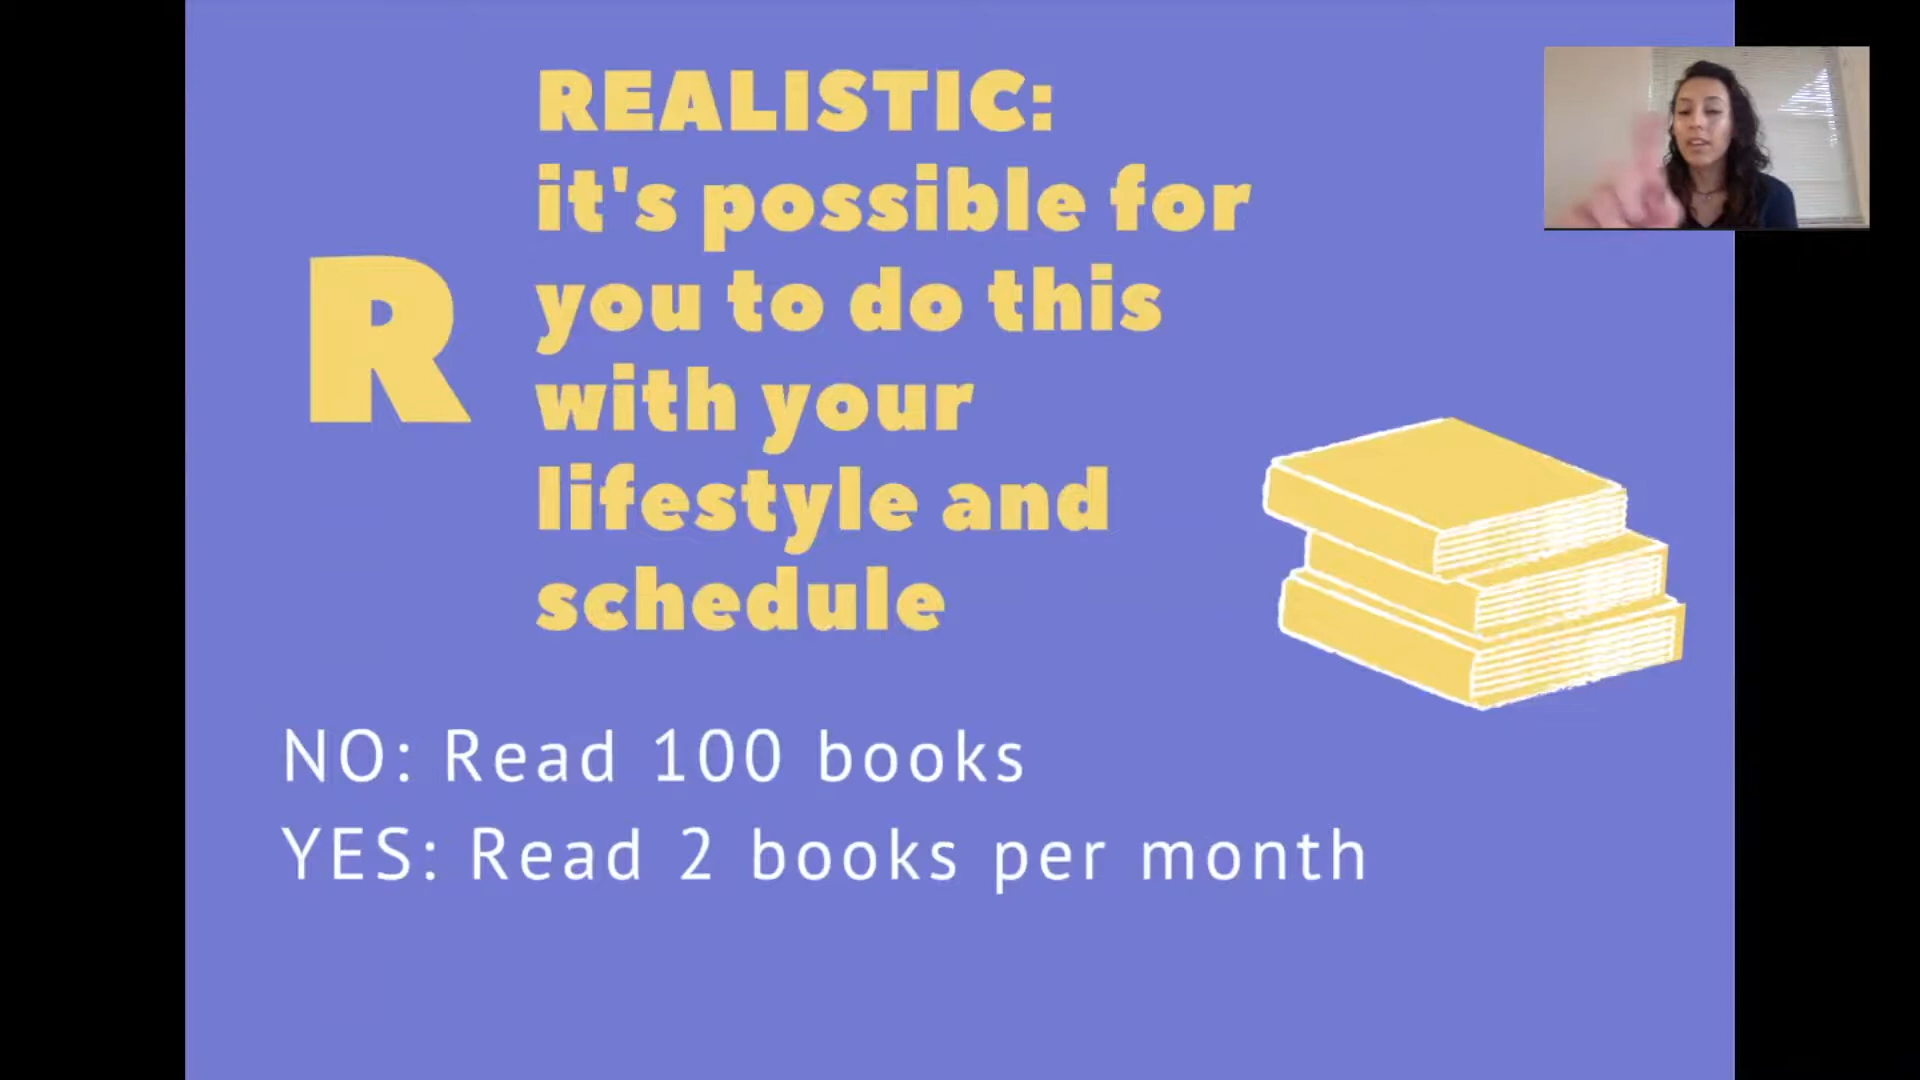 R
REALISTIC:
it's possible for
you to do this
with your
lifestyle and
schedule
NO: Read 100 books
YES: Read 2 books per month